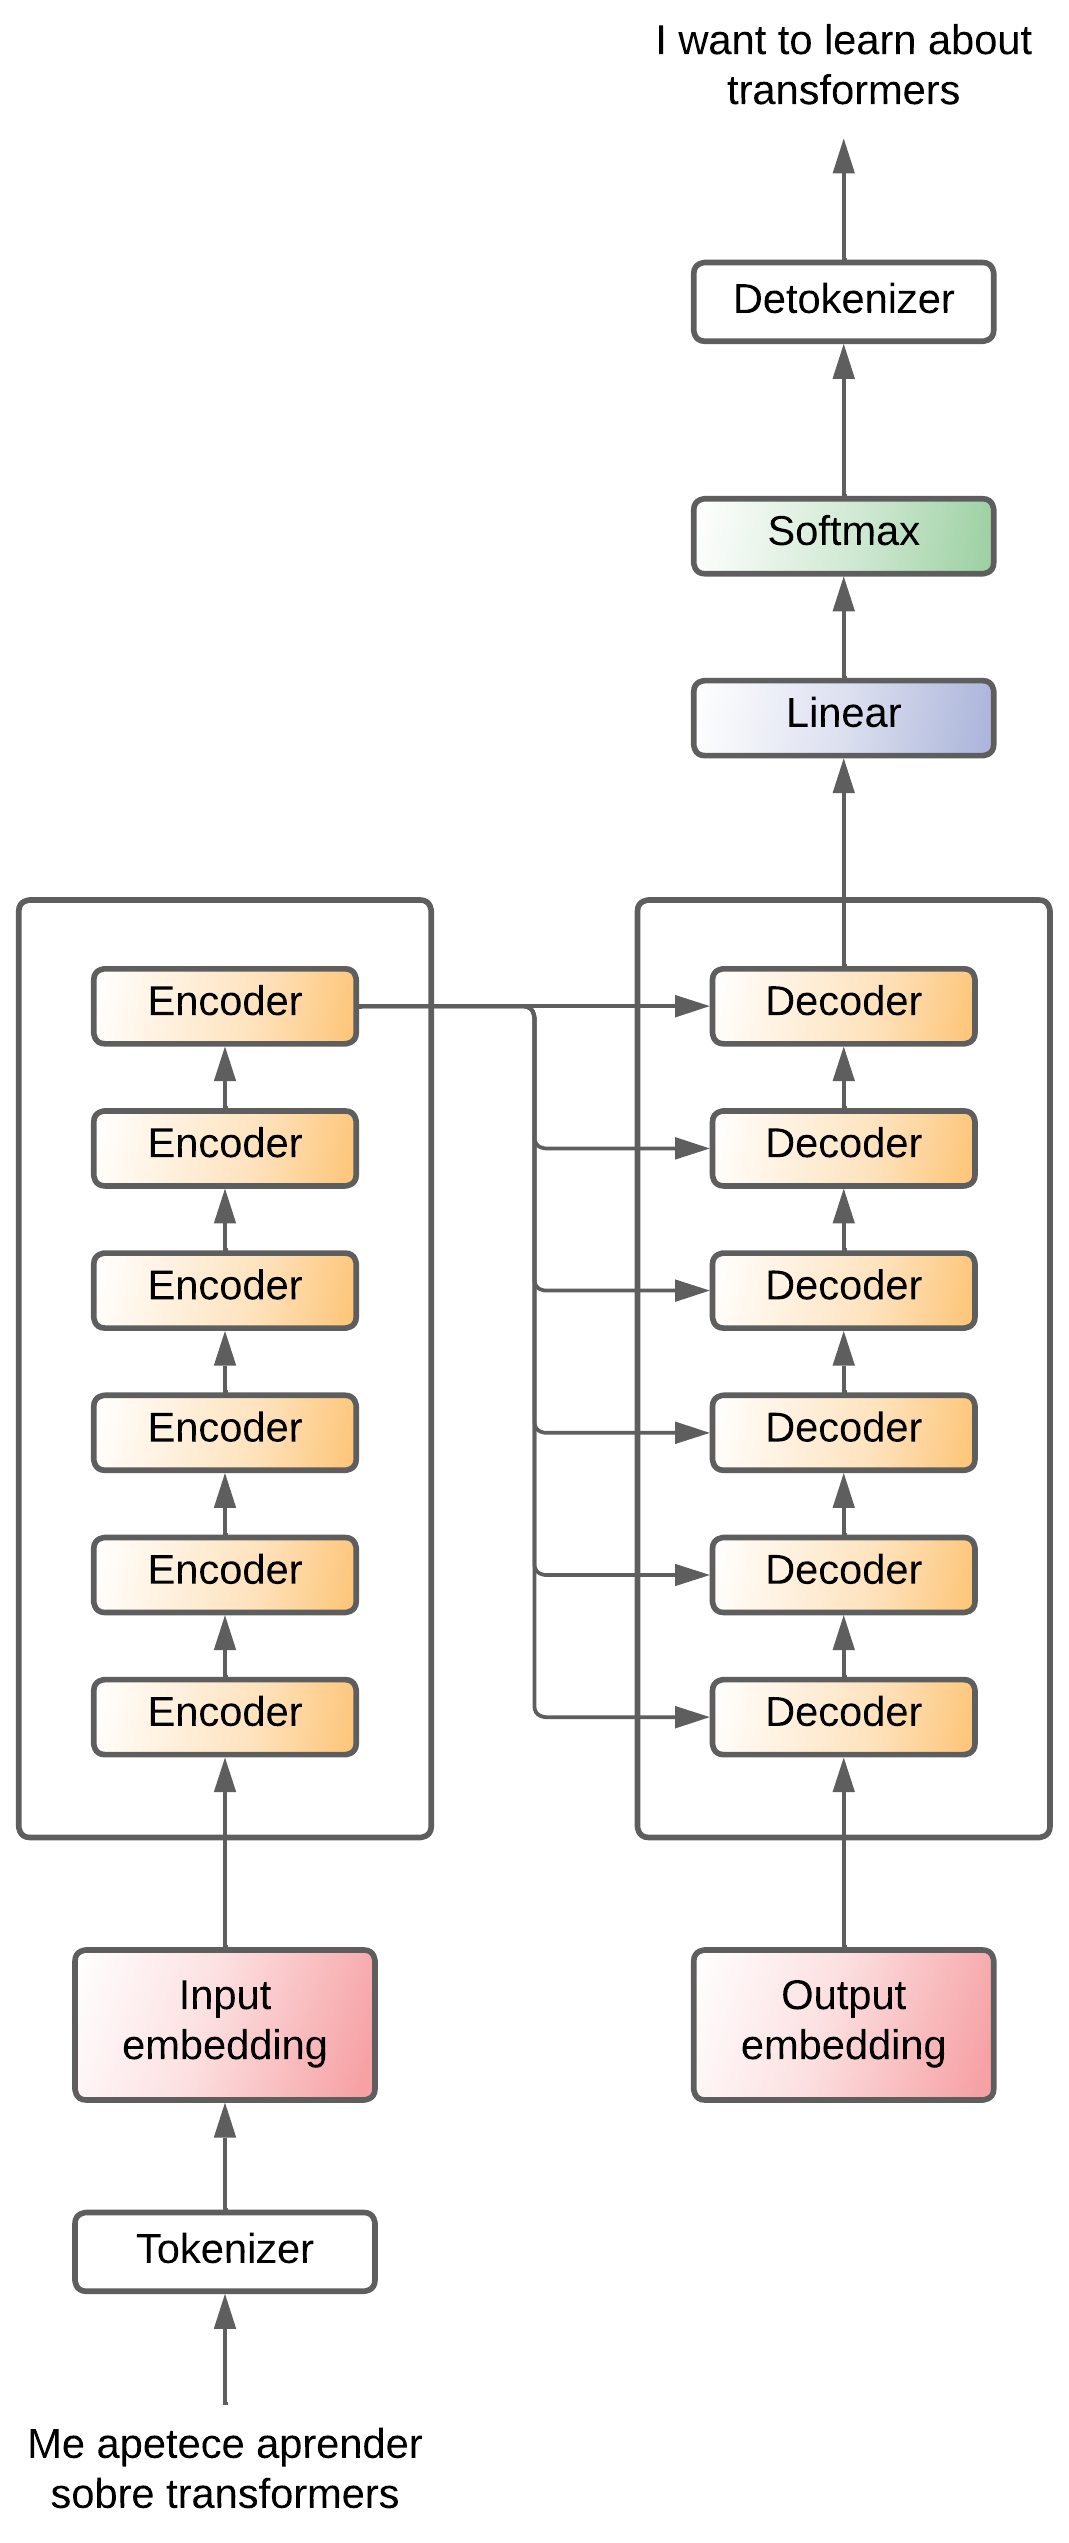 I want to learn about
transformers
Detokenizer
Softmax
Linear
Encoder
Decoder
Encoder
Decoder
Encoder
Decoder
Encoder
Decoder
Encoder
Decoder
Encoder
Decoder
Input
embedding
Output
embedding
Tokenizer
Me apetece aprender
sobre transformers